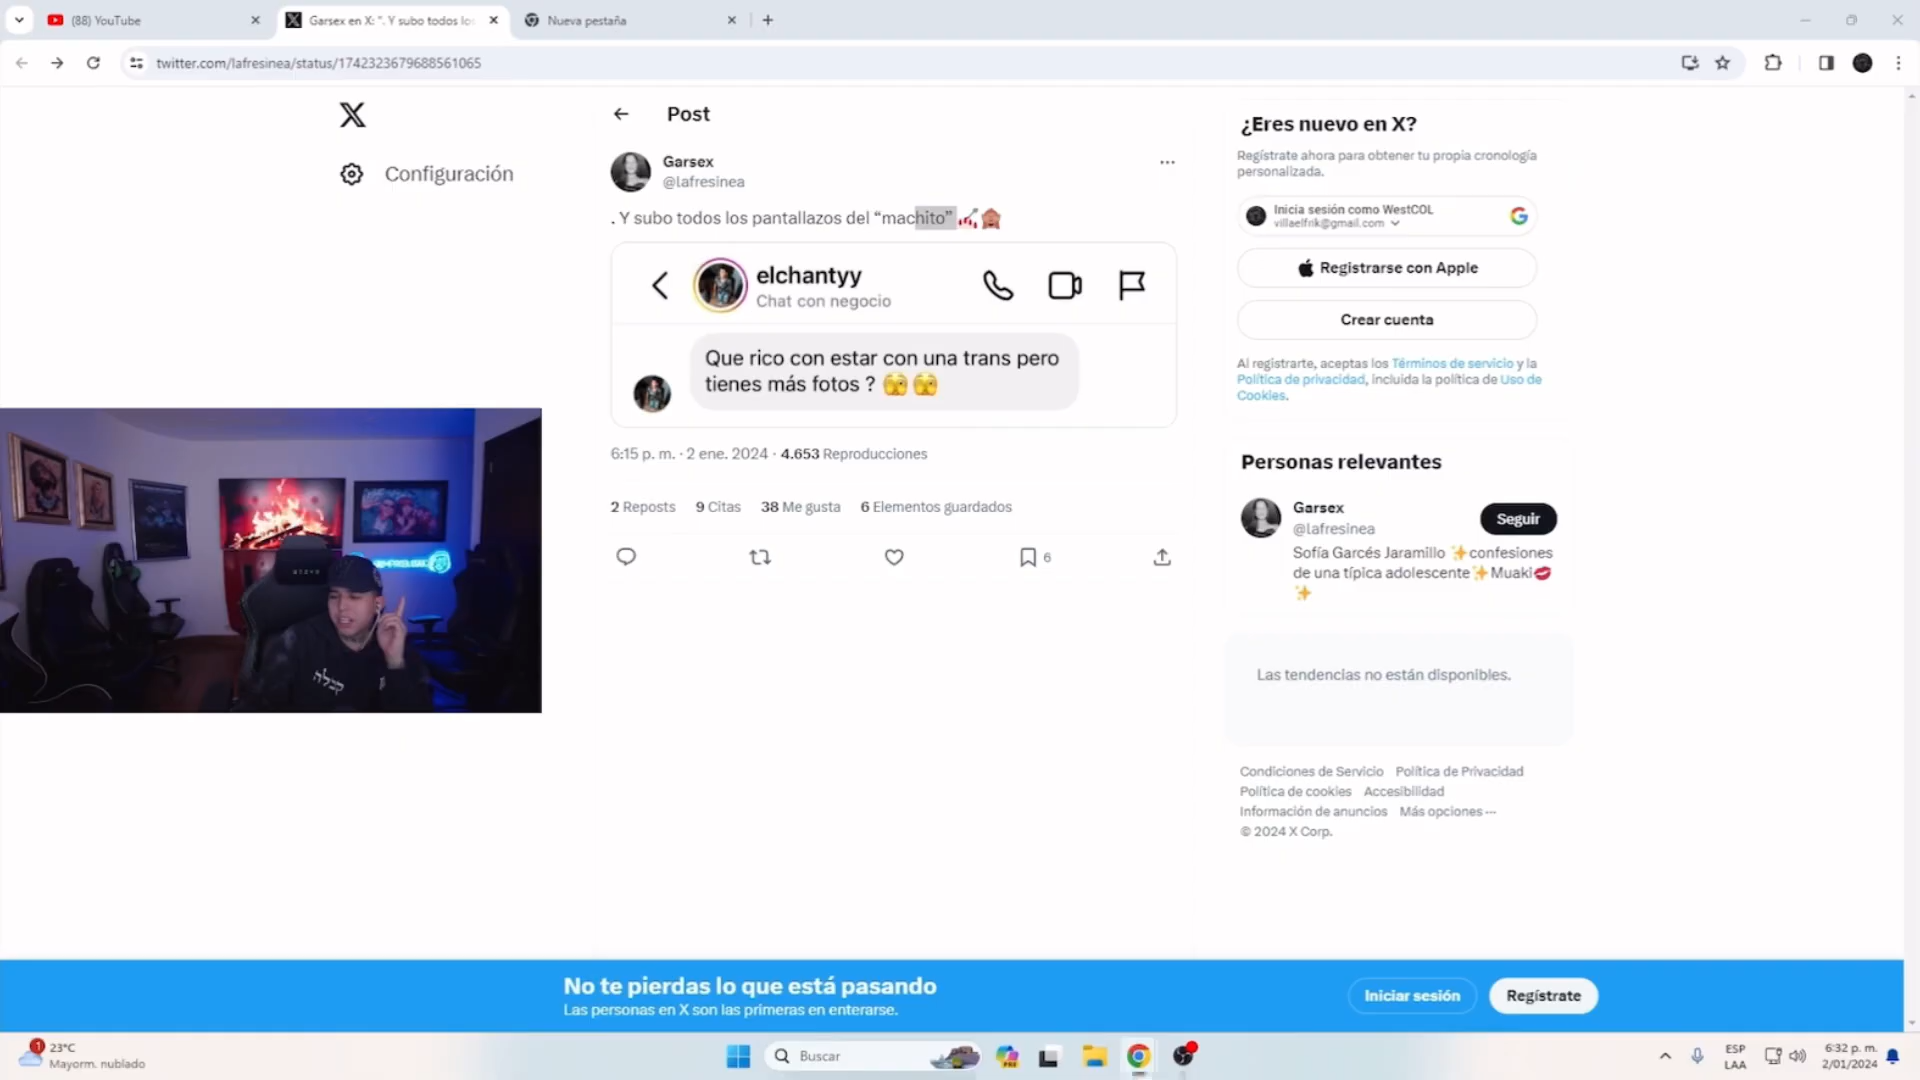 (88) YouTube
Garsex en X: ". Y subo todos los
Nueva pestaña
twitter.com/lafresinea/status/1742323679688561065
Configuración
Post
Garsex
@lafresinea
. Y subo todos los pantallazos del “machito” 🍒🙈
elchantyy
Chat con negocio
Que rico con estar con una trans pero
tienes más fotos ? 🫣🫣
6:15 p. m. · 2 ene. 2024 · 4.653 Reproducciones
2 Reposts 9 Citas 38 Me gusta 6 Elementos guardados
6
¿Eres nuevo en X?
Regístrate ahora para obtener tu propia cronología
personalizada.
Inicia sesión como WestCOL
villaelfrik@gmail.com
Registrarse con Apple
Crear cuenta
Al registrarte, aceptas los Términos de servicio y la
Política de privacidad, incluida la política de Uso de
Cookies.
Personas relevantes
Garsex
@lafresinea
Seguir
Sofía Garcés Jaramillo ✨confesiones
de una típica adolescente✨Muaki💋
✨
Las tendencias no están disponibles.
Condiciones de Servicio Política de Privacidad
Política de cookies Accesibilidad
Información de anuncios Más opciones ···
© 2024 X Corp.
קבלה
No te pierdas lo que está pasando
Las personas en X son las primeras en enterarse.
Iniciar sesión
Regístrate
1
23°C
Mayorm. nublado
Buscar
ESP
LAA
6:32 p. m.
2/01/2024